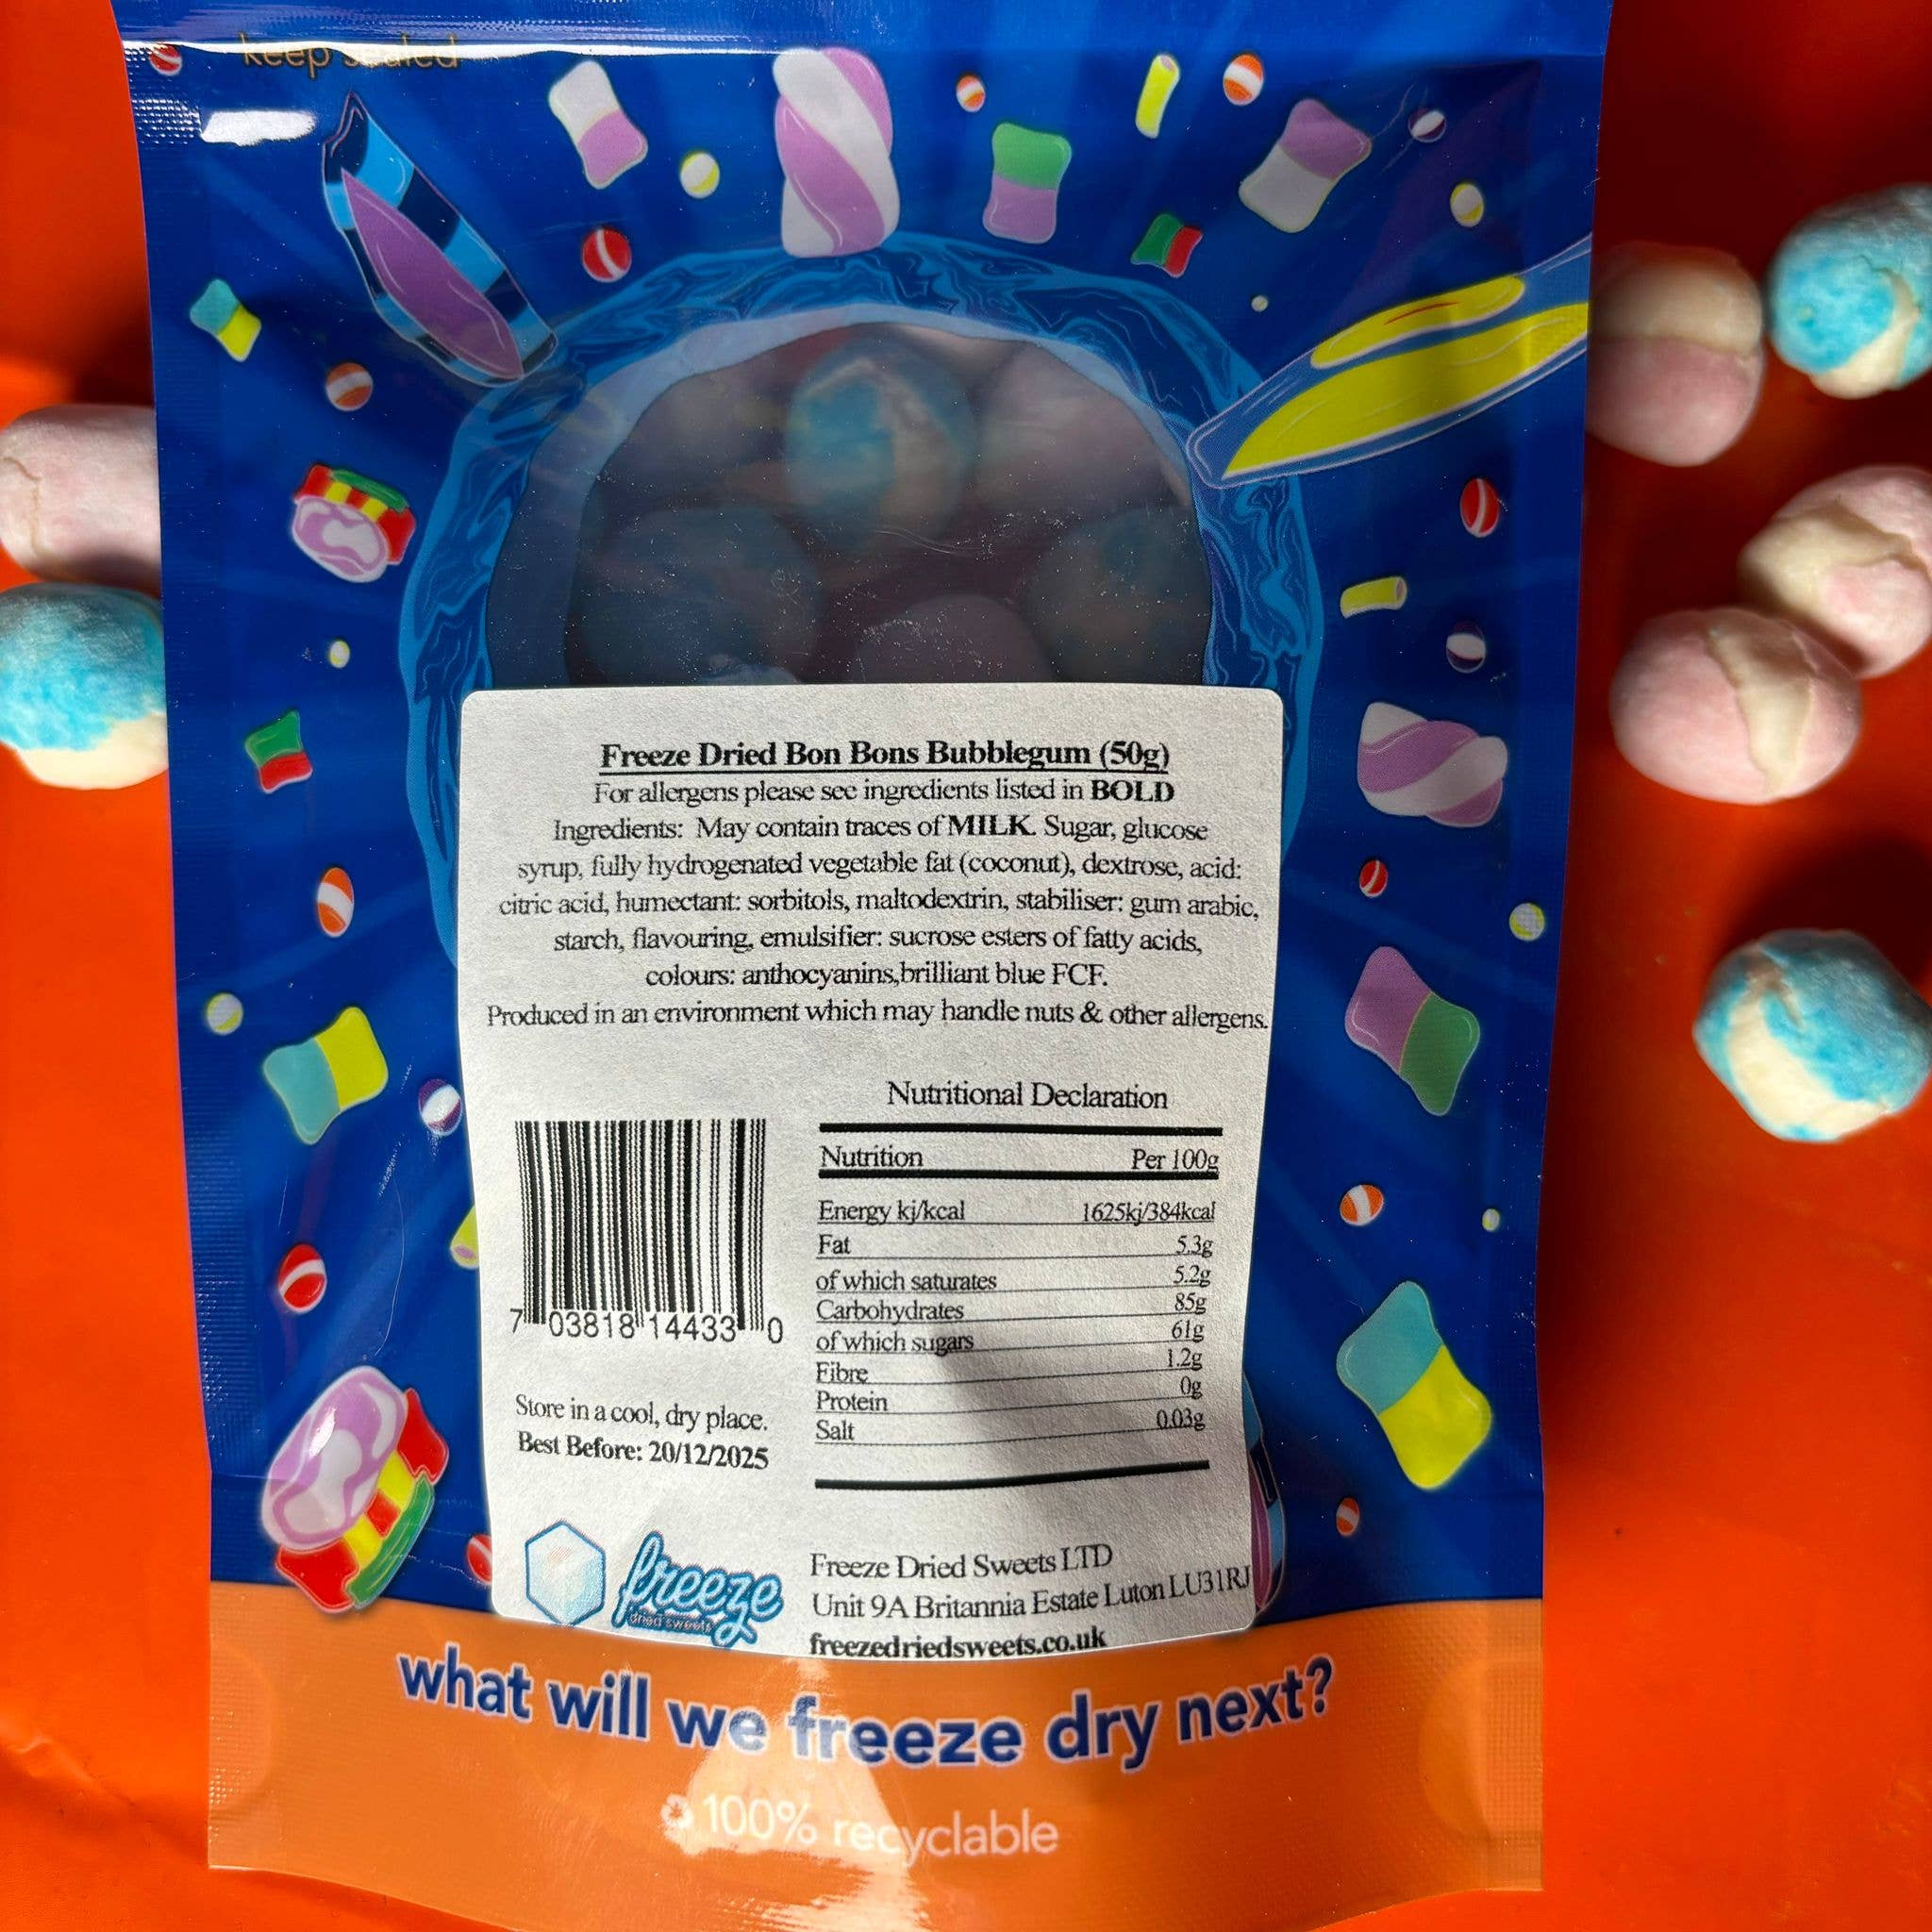 keep sealed
Freeze Dried Bon Bons Bubblegum (50g)
For allergens please see ingredients listed in BOLD
Ingredients: May contain traces of MILK. Sugar, glucose
syrup, fully hydrogenated vegetable fat (coconut), dextrose, acid:
citric acid, humectant: sorbitols, maltodextrin, stabiliser: gum arabic,
starch, flavouring, emulsifier: sucrose esters of fatty acids,
colours: anthocyanins,brilliant blue FCF.
Produced in an environment which may handle nuts & other allergens.
Nutritional Declaration
Nutrition Per 100g
Energy kj/kcal 1625kj/384kcal
Fat 5.3g
of which saturates 5.2g
Carbohydrates 85g
of which sugars 61g
Fibre 1.2g
Protein 0g
Salt 0.03g
7 03818 14433 0
Store in a cool, dry place.
Best Before: 20/12/2025
freeze
dried sweets
Freeze Dried Sweets LTD
Unit 9A Britannia Estate Luton LU31RJ
freezedriedsweets.co.uk
what will we freeze dry next?
100% recyclable